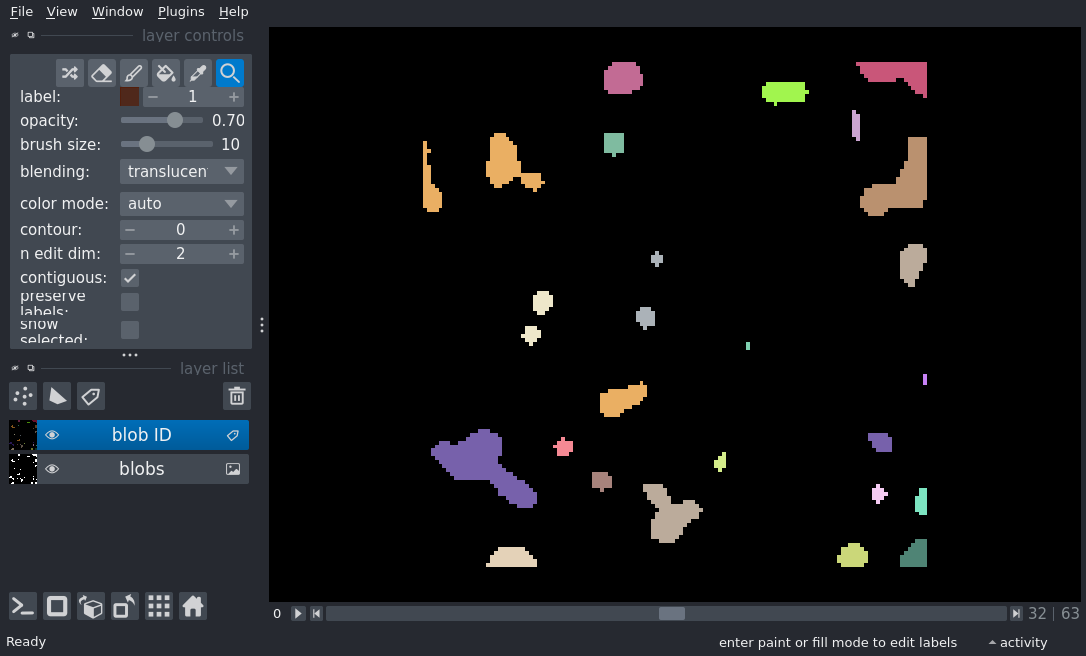 File View Window Plugins Help
layer controls
label: 1
opacity: 0.70
brush size: 10
blending: translucen
color mode: auto
contour: 0
n edit dim: 2
contiguous:
preserve
labels:
show
selected:
layer list
blob ID
blobs
0 32 | 63
Ready enter paint or fill mode to edit labels activity